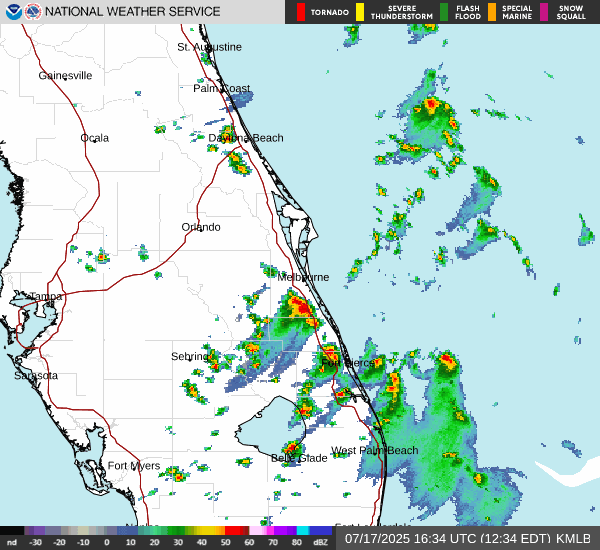 NATIONAL WEATHER SERVICE
TORNADO
SEVERE
THUNDERSTORM
FLASH
FLOOD
SPECIAL
MARINE
SNOW
SQUALL
St. Augustine
Gainesville
Palm Coast
Ocala
Daytona Beach
Orlando
Melbourne
Tampa
Sebring
Fort Pierce
Sarasota
West Palm Beach
Belle Glade
Fort Myers
nd -30 -20 -10 0 10 20 30 40 50 60 70 80 dBZ
07/17/2025 16:34 UTC (12:34 EDT) KMLB